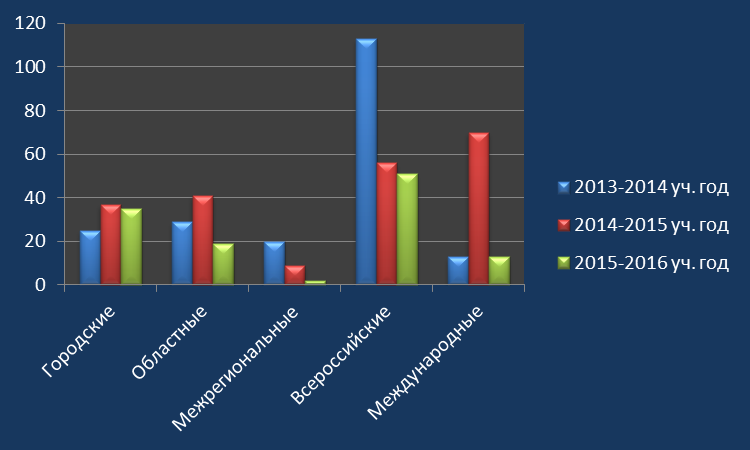 120
100
80
60
40
20
0
Городские
Областные
Межрегиональные
Всероссийские
Международные
2013-2014 уч. год
2014-2015 уч. год
2015-2016 уч. год